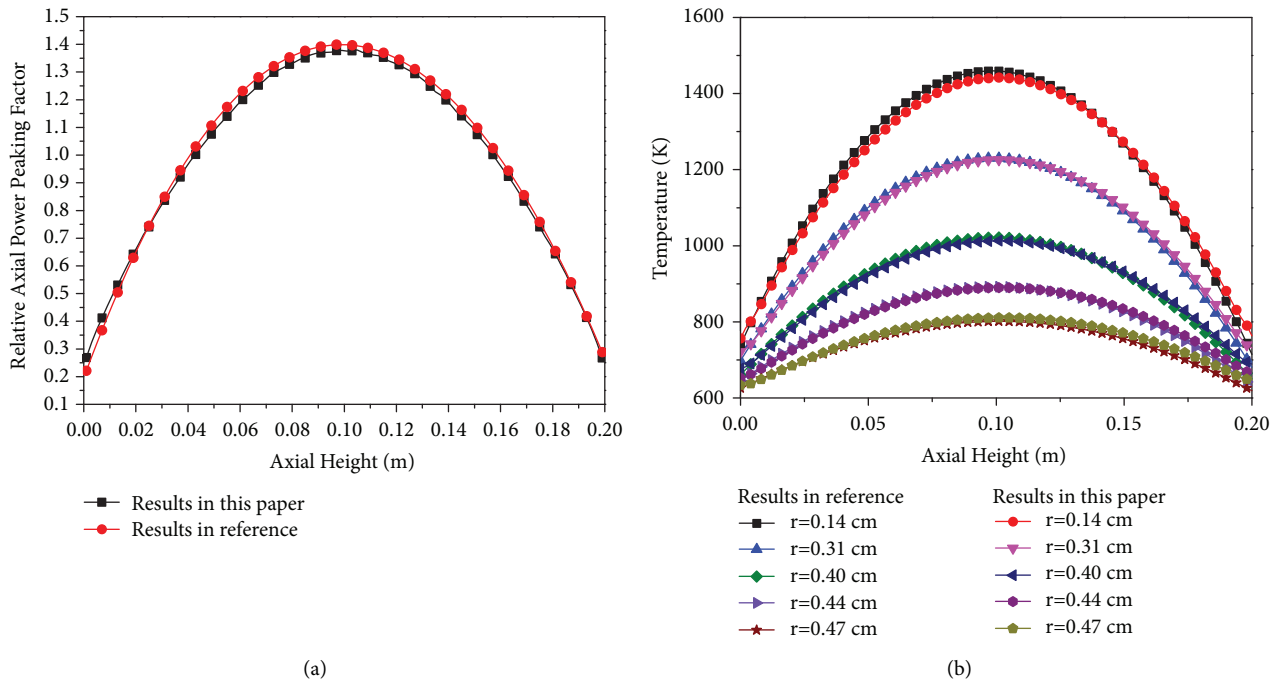 Relative Axial Power Peaking Factor
1.5
1.4
1.3
1.2
1.1
1.0
0.9
0.8
0.7
0.6
0.5
0.4
0.3
0.2
0.1
0.00 0.02 0.04 0.06 0.08 0.10 0.12 0.14 0.16 0.18 0.20
Axial Height (m)
Results in this paper
Results in reference
(a)
Temperature (K)
1600
1400
1200
1000
800
600
0.00 0.05 0.10 0.15 0.20
Axial Height (m)
Results in reference
r=0.14 cm
r=0.31 cm
r=0.40 cm
r=0.44 cm
r=0.47 cm
Results in this paper
r=0.14 cm
r=0.31 cm
r=0.40 cm
r=0.44 cm
r=0.47 cm
(b)